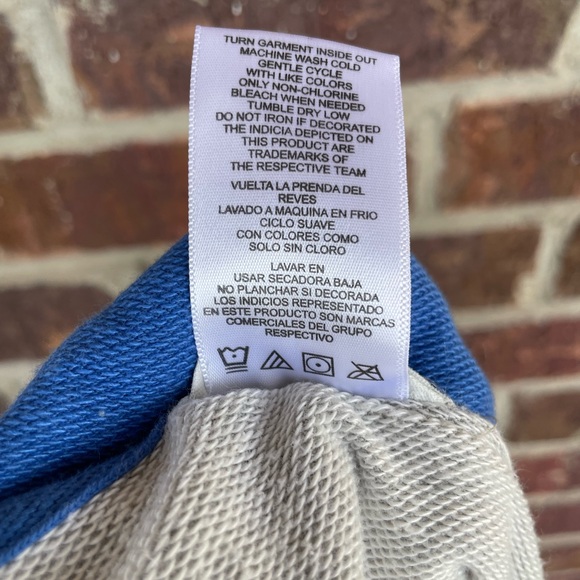 TURN GARMENT INSIDE OUT
MACHINE WASH COLD
GENTLE CYCLE
WITH LIKE COLORS
ONLY NON-CHLORINE
BLEACH WHEN NEEDED
TUMBLE DRY LOW
DO NOT IRON IF DECORATED
THE INDICIA DEPICTED ON
THIS PRODUCT ARE
TRADEMARKS OF
THE RESPECTIVE TEAM
VUELTA LA PRENDA DEL
REVES
LAVADO A MAQUINA EN FRIO
CICLO SUAVE
CON COLORES COMO
SOLO SIN CLORO
LAVAR EN
USAR SECADORA BAJA
NO PLANCHAR SI DECORADA
LOS INDICIOS REPRESENTADO
EN ESTE PRODUCTO SON MARCAS
COMERCIALES DEL GRUPO
RESPECTIVO